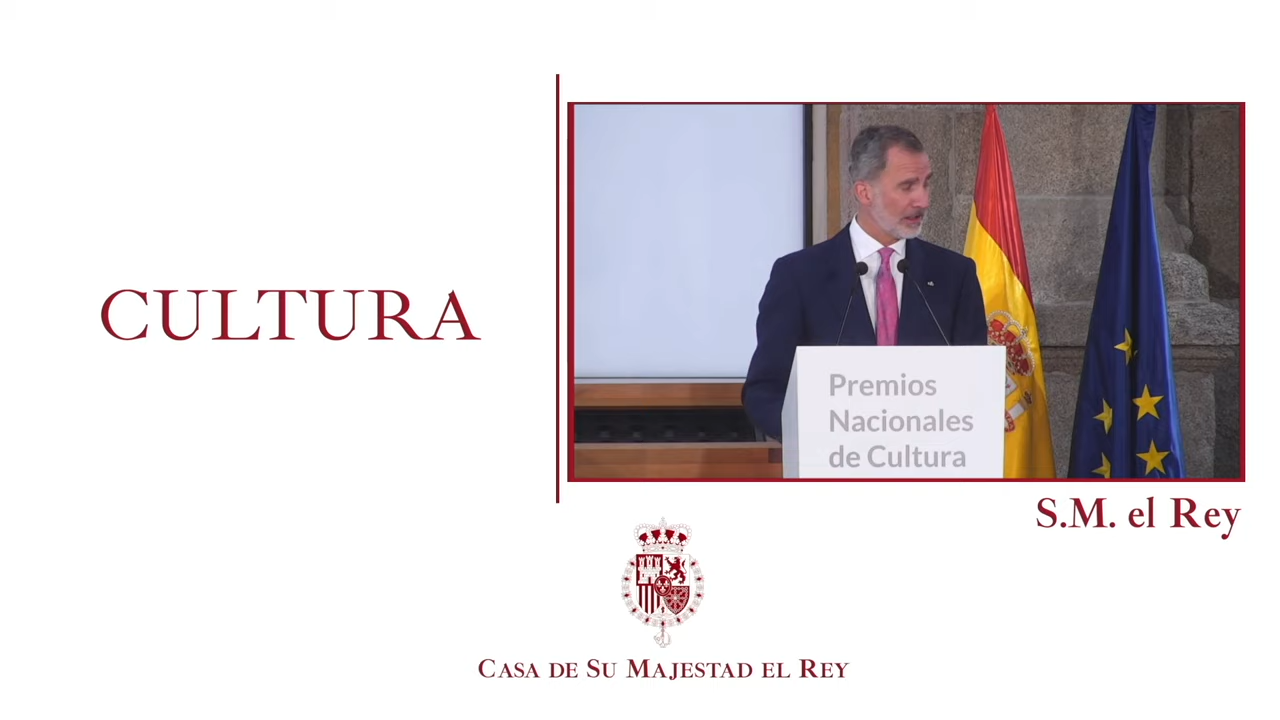 CULTURA
Premios
Nacionales
de Cultura
S.M. el Rey
CASA DE SU MAJESTAD EL REY